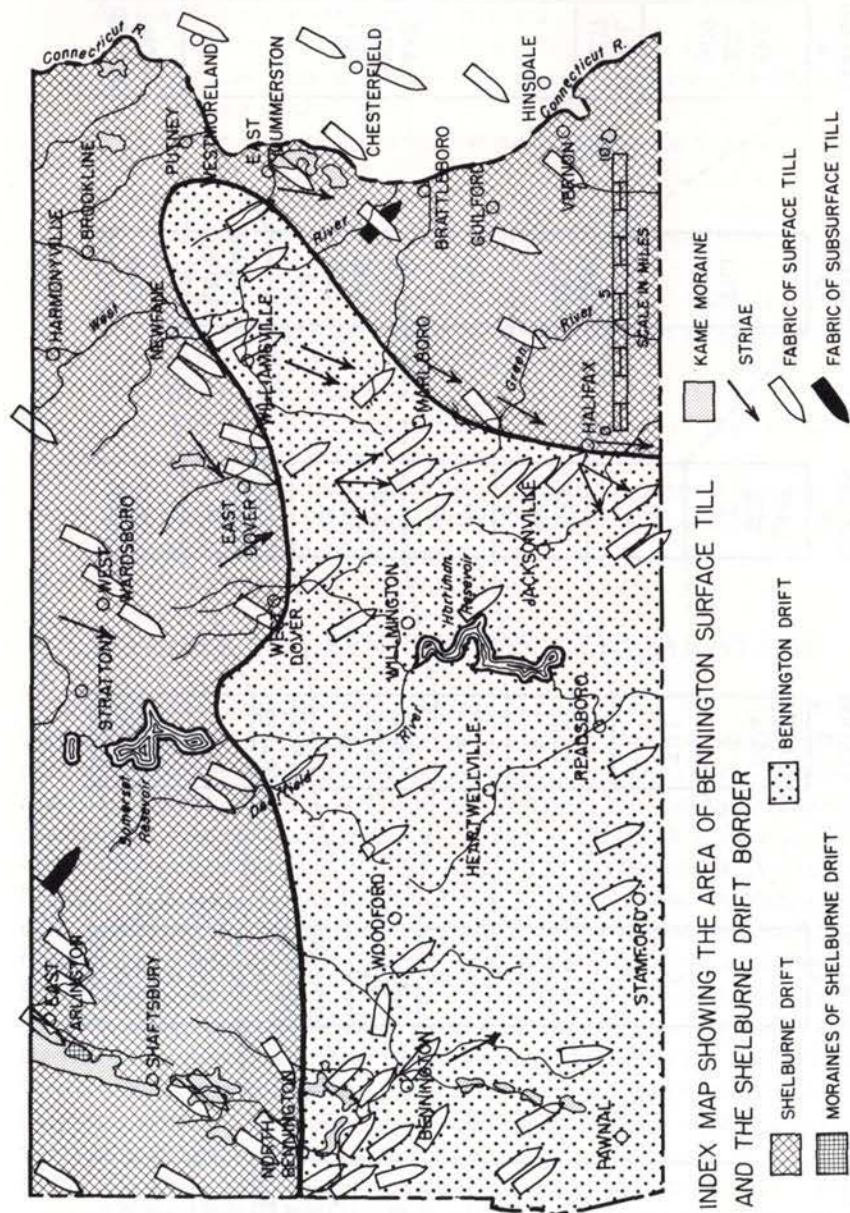 Connecticut R.
HARMONYVILLE
BROOKLINE
PUTNEY
WESTMORELAND
EAST
DUMMERSTON
CHESTERFIELD
HINSDALE
Connecticut R.
West
River
NEWFANE
WILLIAMSVILLE
BRATTLEBORO
GUILFORD
VERNON
WEST
WARDSBORO
EAST
DOVER
MARLBORO
Green
River
HALIFAX
0
5
10
SCALE IN MILES
STRATTON
WEST
DOVER
WILLMINGTON
Harriman
Resevoir
JACKSONVILLE
Somerset
Resevoir
Deerfield
River
HEARTWELLVILLE
READSBORO
EAST
ARLINGTON
SHAFTSBURY
WOODFORD
STAMFORD
NORTH
BENNINGTON
BENNINGTON
POWNAL
INDEX MAP SHOWING THE AREA OF BENNINGTON SURFACE TILL
AND THE SHELBURNE DRIFT BORDER
SHELBURNE DRIFT
MORAINES OF SHELBURNE DRIFT
BENNINGTON DRIFT
KAME MORAINE
STRIAE
FABRIC OF SURFACE TILL
FABRIC OF SUBSURFACE TILL